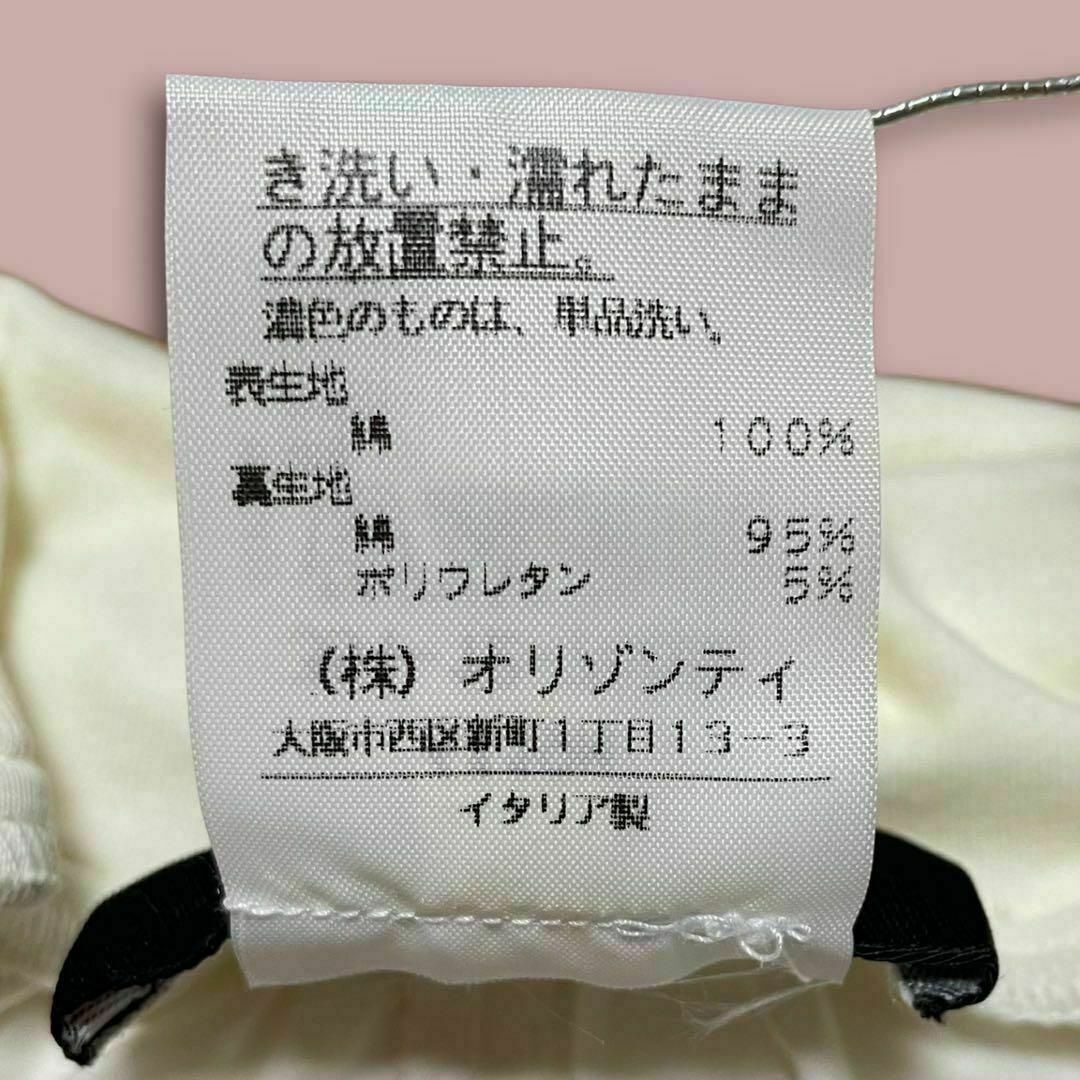 き洗い・濡れたまま
の放置禁止。
濃色のものは、単品洗い。
表生地
綿 100%
裏生地
綿 95%
ポリウレタン 5%
(株) オリゾンティ
大阪市西区新町1丁目13-3
イタリア製